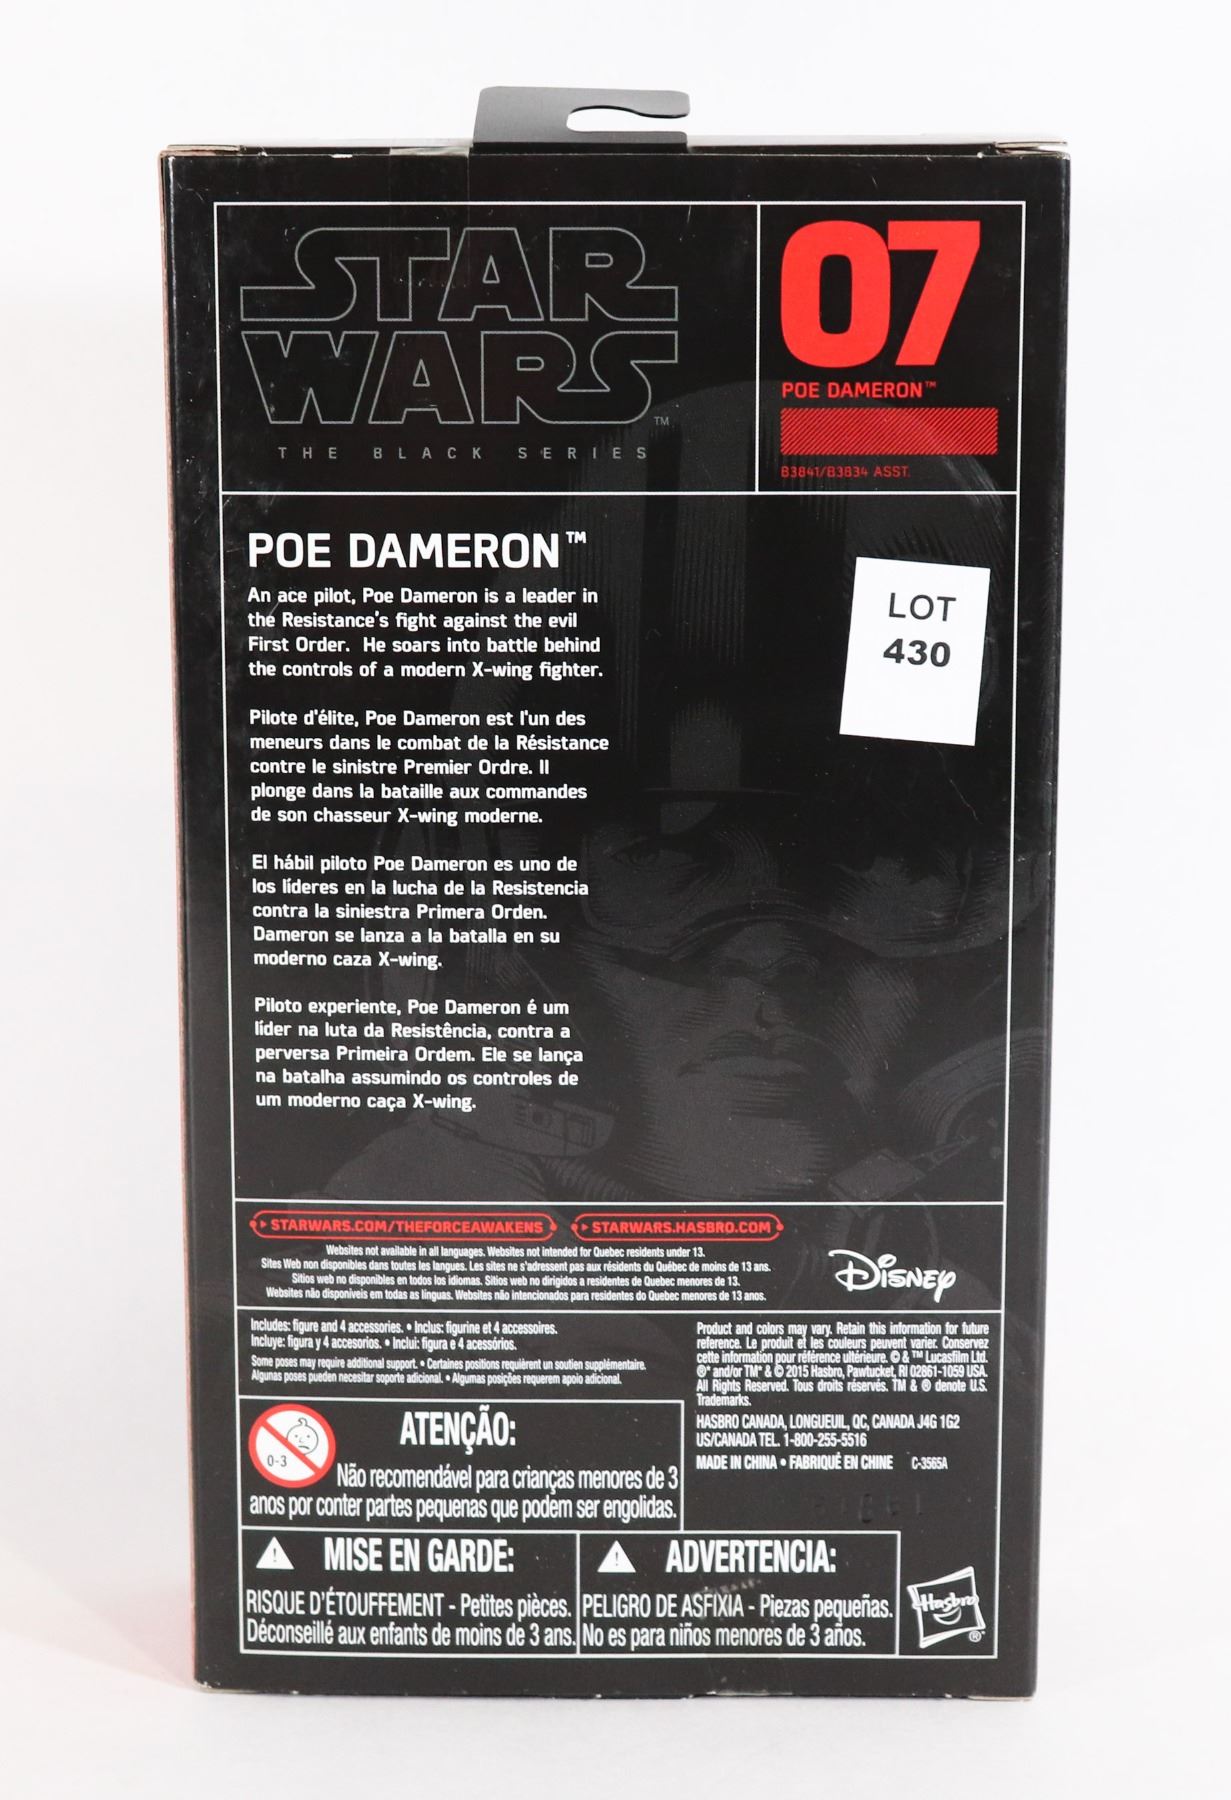 STAR
WARS
TM
THE BLACK SERIES
07
POE DAMERON™
B3841/B3834 ASST.
POE DAMERON™
An ace pilot, Poe Dameron is a leader in
the Resistance's fight against the evil
First Order. He soars into battle behind
the controls of a modern X-wing fighter.
LOT
430
Pilote d'élite, Poe Dameron est l'un des
meneurs dans le combat de la Résistance
contre le sinistre Premier Ordre. Il
plonge dans la bataille aux commandes
de son chasseur X-wing moderne.
El hábil piloto Poe Dameron es uno de
los líderes en la lucha de la Resistencia
contra la siniestra Primera Orden.
Dameron se lanza a la batalla en su
moderno caza X-wing.
Piloto experiente, Poe Dameron é um
líder na luta da Resistência, contra a
perversa Primeira Ordem. Ele se lança
na batalha assumindo os controles de
um moderno caça X-wing.
STARWARS.COM/THEFORCEAWAKENS
STARWARS.HASBRO.COM
Websites not available in all languages. Websites not intended for Quebec residents under 13.
Sites Web non disponibles dans toutes les langues. Les sites ne s'adressent pas aux résidents du Québec de moins de 13 ans.
Sitios web no disponibles en todos los idiomas. Sitios web no dirigidos a residentes de Quebec menores de 13.
Websites não disponíveis em todas as línguas. Websites não intencionados para residentes do Quebec menores de 13 anos.
Disney
Includes: figure and 4 accessories. • Inclus: figurine et 4 accessoires.
Incluye: figura y 4 accesorios. • Inclui: figura e 4 acessórios.
Some poses may require additional support. • Certaines positions requièrent un soutien supplémentaire.
Algunas poses pueden necesitar soporte adicional. • Algumas posições requerem apoio adicional.
Product and colors may vary. Retain this information for future
reference. Le produit et les couleurs peuvent varier. Conservez
cette information pour référence ultérieure. © & ™ Lucasfilm Ltd.
®* and/or TM* & © 2015 Hasbro, Pawtucket, RI 02861-1059 USA.
All Rights Reserved. Tous droits réservés. TM & ® denote U.S.
Trademarks.
HASBRO CANADA, LONGUEUIL, QC, CANADA J4G 1G2
US/CANADA TEL. 1-800-255-5516
MADE IN CHINA • FABRIQUÉ EN CHINE C-3565A
0-3
ATENÇÃO:
Não recomendável para crianças menores de 3
anos por conter partes pequenas que podem ser engolidas.
MISE EN GARDE:
RISQUE D'ÉTOUFFEMENT - Petites pièces.
Déconseillé aux enfants de moins de 3 ans.
ADVERTENCIA:
PELIGRO DE ASFIXIA - Piezas pequeñas.
No es para niños menores de 3 años.
Hasbro
®